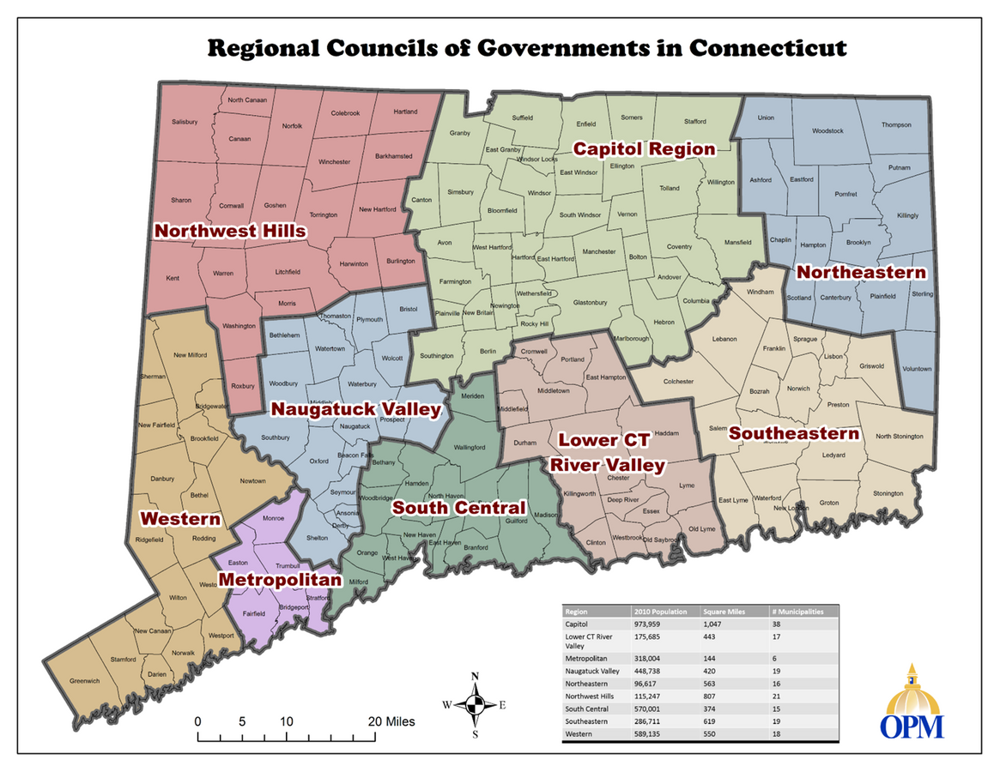 Regional Councils of Governments in Connecticut
North Canaan
Salisbury
Colebrook
Hartland
Norfolk
Canaan
Winchester
Barkhamsted
Sharon
Cornwall
Goshen
Torrington
New Hartford
Northwest Hills
Kent
Warren
Litchfield
Harwinton
Burlington
Morris
Washington
Roxbury
Suffield
Enfield
Somers
Stafford
Granby
East Granby
Windsor Locks
Capitol Region
Ellington
East Windsor
Canton
Simsbury
Windsor
Tolland
Willington
Bloomfield
South Windsor
Vernon
Avon
West Hartford
Hartford
East Hartford
Manchester
Bolton
Coventry
Mansfield
Farmington
Andover
Wethersfield
Newington
Glastonbury
Columbia
Plainville
New Britain
Rocky Hill
Hebron
Marlborough
Southington
Berlin
Union
Woodstock
Thompson
Putnam
Ashford
Eastford
Pomfret
Killingly
Chaplin
Hampton
Brooklyn
Northeastern
Scotland
Canterbury
Plainfield
Sterling
Voluntown
Bristol
Thomaston
Plymouth
Bethlehem
Watertown
Wolcott
Woodbury
Waterbury
Naugatuck Valley
Prospect
Naugatuck
Southbury
Oxford
Beacon Falls
Seymour
Ansonia
Derby
Shelton
New Milford
Sherman
Bridgewater
New Fairfield
Brookfield
Danbury
Bethel
Newtown
Western
Ridgefield
Redding
Wilton
New Canaan
Westport
Stamford
Norwalk
Darien
Greenwich
Monroe
Easton
Trumbull
Metropolitan
Stratford
Bridgeport
Fairfield
Meriden
Wallingford
Bethany
Hamden
Woodbridge
North Haven
South Central
Guilford
Madison
New Haven
East Haven
Branford
Orange
West Haven
Milford
Cromwell
Portland
East Hampton
Middletown
Middlefield
Haddam
Durham
Lower CT
River Valley
Chester
Killingworth
Deep River
Lyme
Essex
Clinton
Westbrook
Old Saybrook
Old Lyme
Windham
Lebanon
Franklin
Sprague
Lisbon
Griswold
Colchester
Bozrah
Norwich
Preston
Salem
Southeastern
North Stonington
Ledyard
East Lyme
Waterford
New London
Groton
Stonington
Region 2010 Population Square Miles # Municipalities
Capitol 973,959 1,047 38
Lower CT River 175,685 443 17
Valley
Metropolitan 318,004 144 6
Naugatuck Valley 448,738 420 19
Northeastern 96,617 563 16
Northwest Hills 115,247 807 21
South Central 570,001 374 15
Southeastern 286,711 619 19
Western 589,135 550 18
N
W E
S
0 5 10 20 Miles
OPM